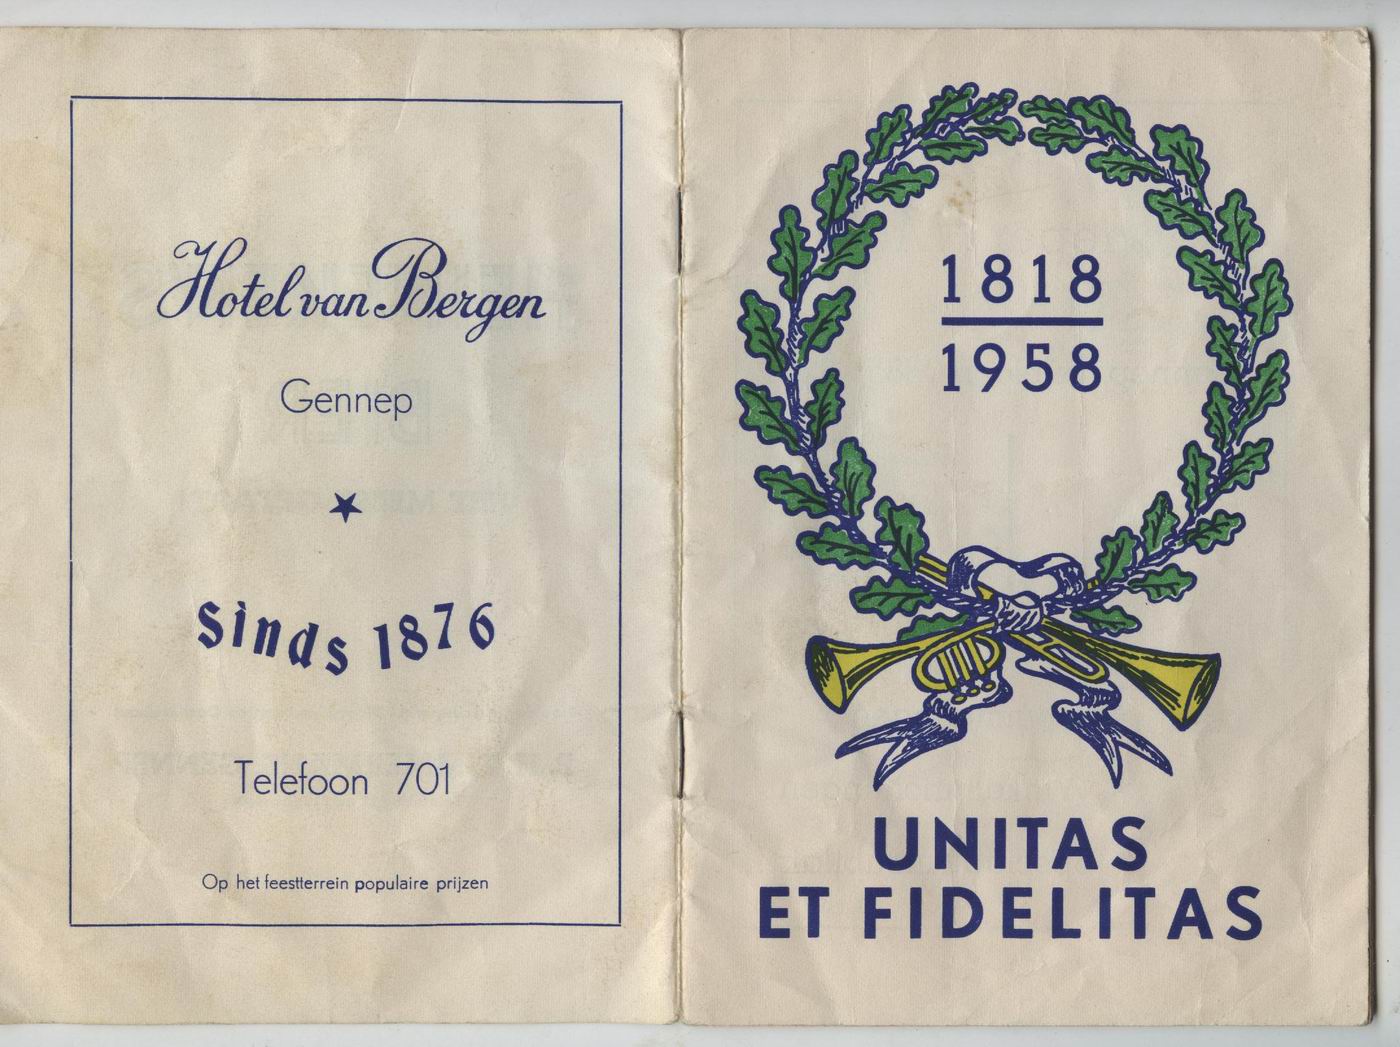 Hotel van Bergen
Gennep
Sinds 1876
Telefoon 701
Op het feestterrein populaire prijzen
1818
1958
UNITAS
ET FIDELITAS